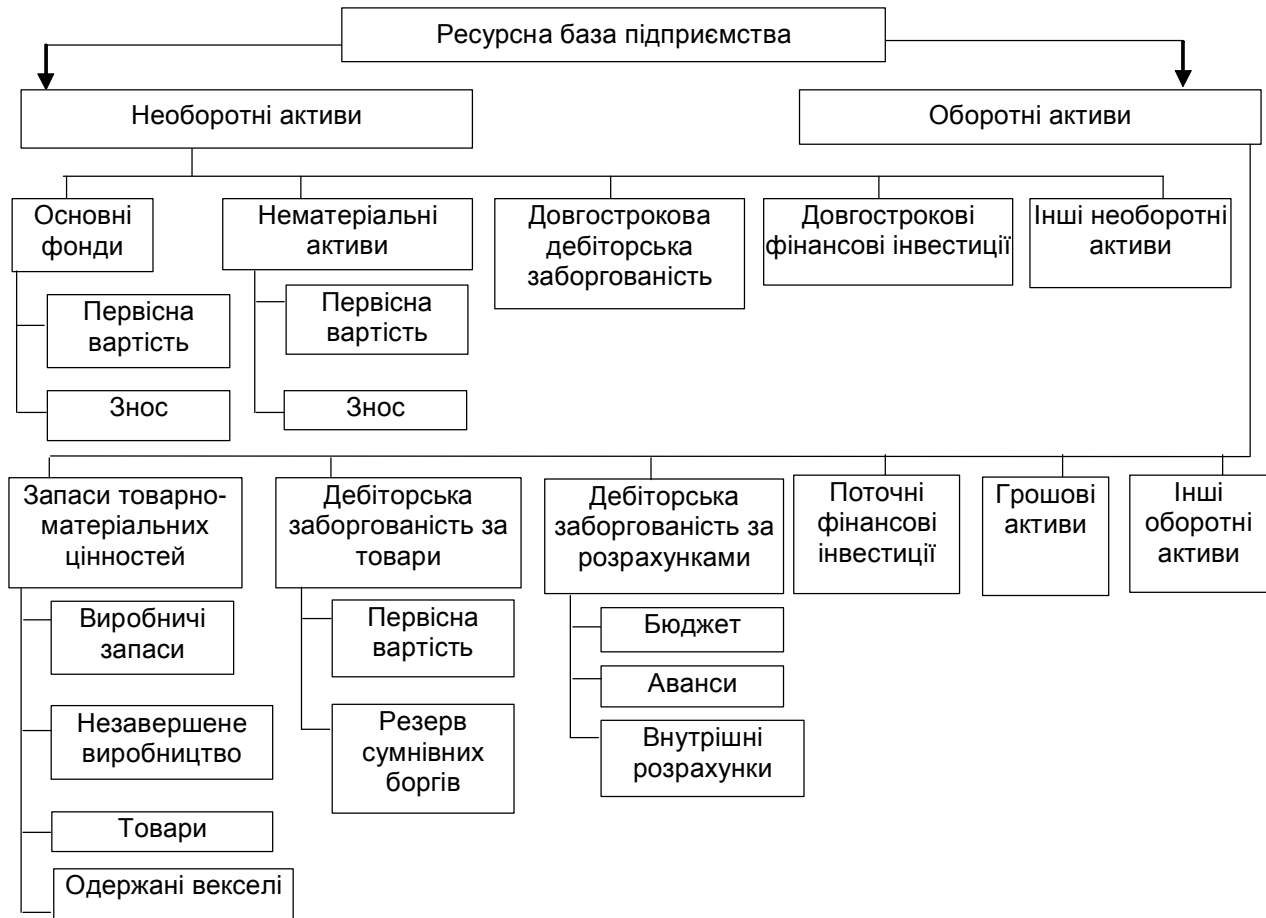 Ресурсна база підприємства
Необоротні активи
Оборотні активи
Основні
фонди
Нематеріальні
активи
Довгострокова
дебіторська
заборгованість
Довгострокові
фінансові інвестиції
Інші необоротні
активи
Первісна
вартість
Знос
Первісна
вартість
Знос
Запаси товарно-
матеріальних
цінностей
Дебіторська
заборгованість за
товари
Дебіторська
заборгованість за
розрахунками
Поточні
фінансові
інвестиції
Грошові
активи
Інші
оборотні
активи
Виробничі
запаси
Незавершене
виробництво
Товари
Одержані векселі
Первісна
вартість
Резерв
сумнівних
боргів
Бюджет
Аванси
Внутрішні
розрахунки